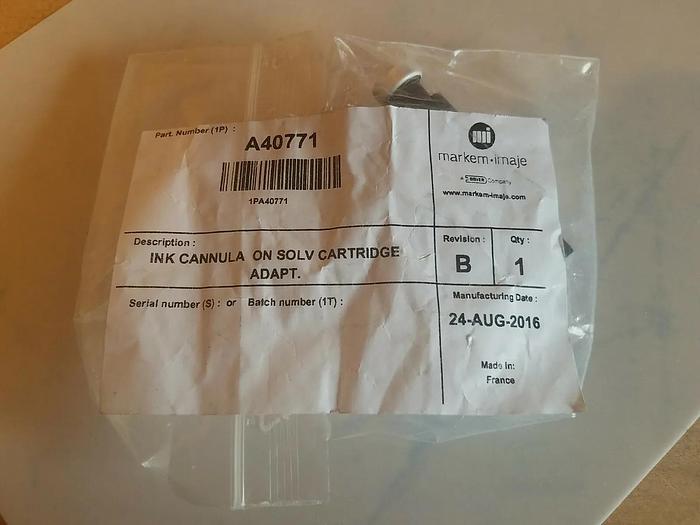 Part. Number (1P) :
A40771
1PA40771
mi
markem·imaje
A DOVER Company
www.markem-imaje.com
Description :
INK CANNULA ON SOLV CARTRIDGE
ADAPT.
Revision :
B
Qty :
1
Serial number (S) : or Batch number (1T) :
Manufacturing Date :
24-AUG-2016
Made in:
France